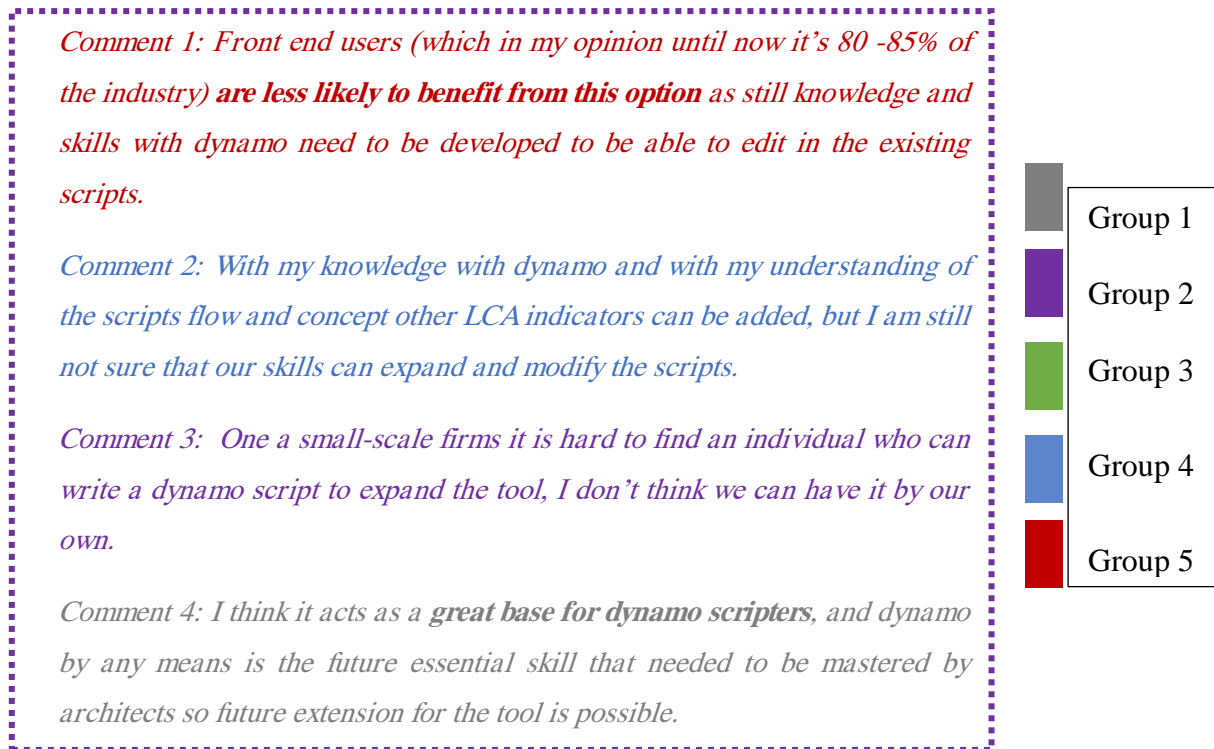 Comment 1: Front end users (which in my opinion until now it's 80 -85% of
the industry) are less likely to benefit from this option as still knowledge and
skills with dynamo need to be developed to be able to edit in the existing
scripts.
Comment 2: With my knowledge with dynamo and with my understanding of
the scripts flow and concept other LCA indicators can be added, but I am still
not sure that our skills can expand and modify the scripts.
Comment 3: One a small-scale firms it is hard to find an individual who can
write a dynamo script to expand the tool, I don't think we can have it by our
own.
Comment 4: I think it acts as a great base for dynamo scripters, and dynamo
by any means is the future essential skill that needed to be mastered by
architects so future extension for the tool is possible.
Group 1
Group 2
Group 3
Group 4
Group 5